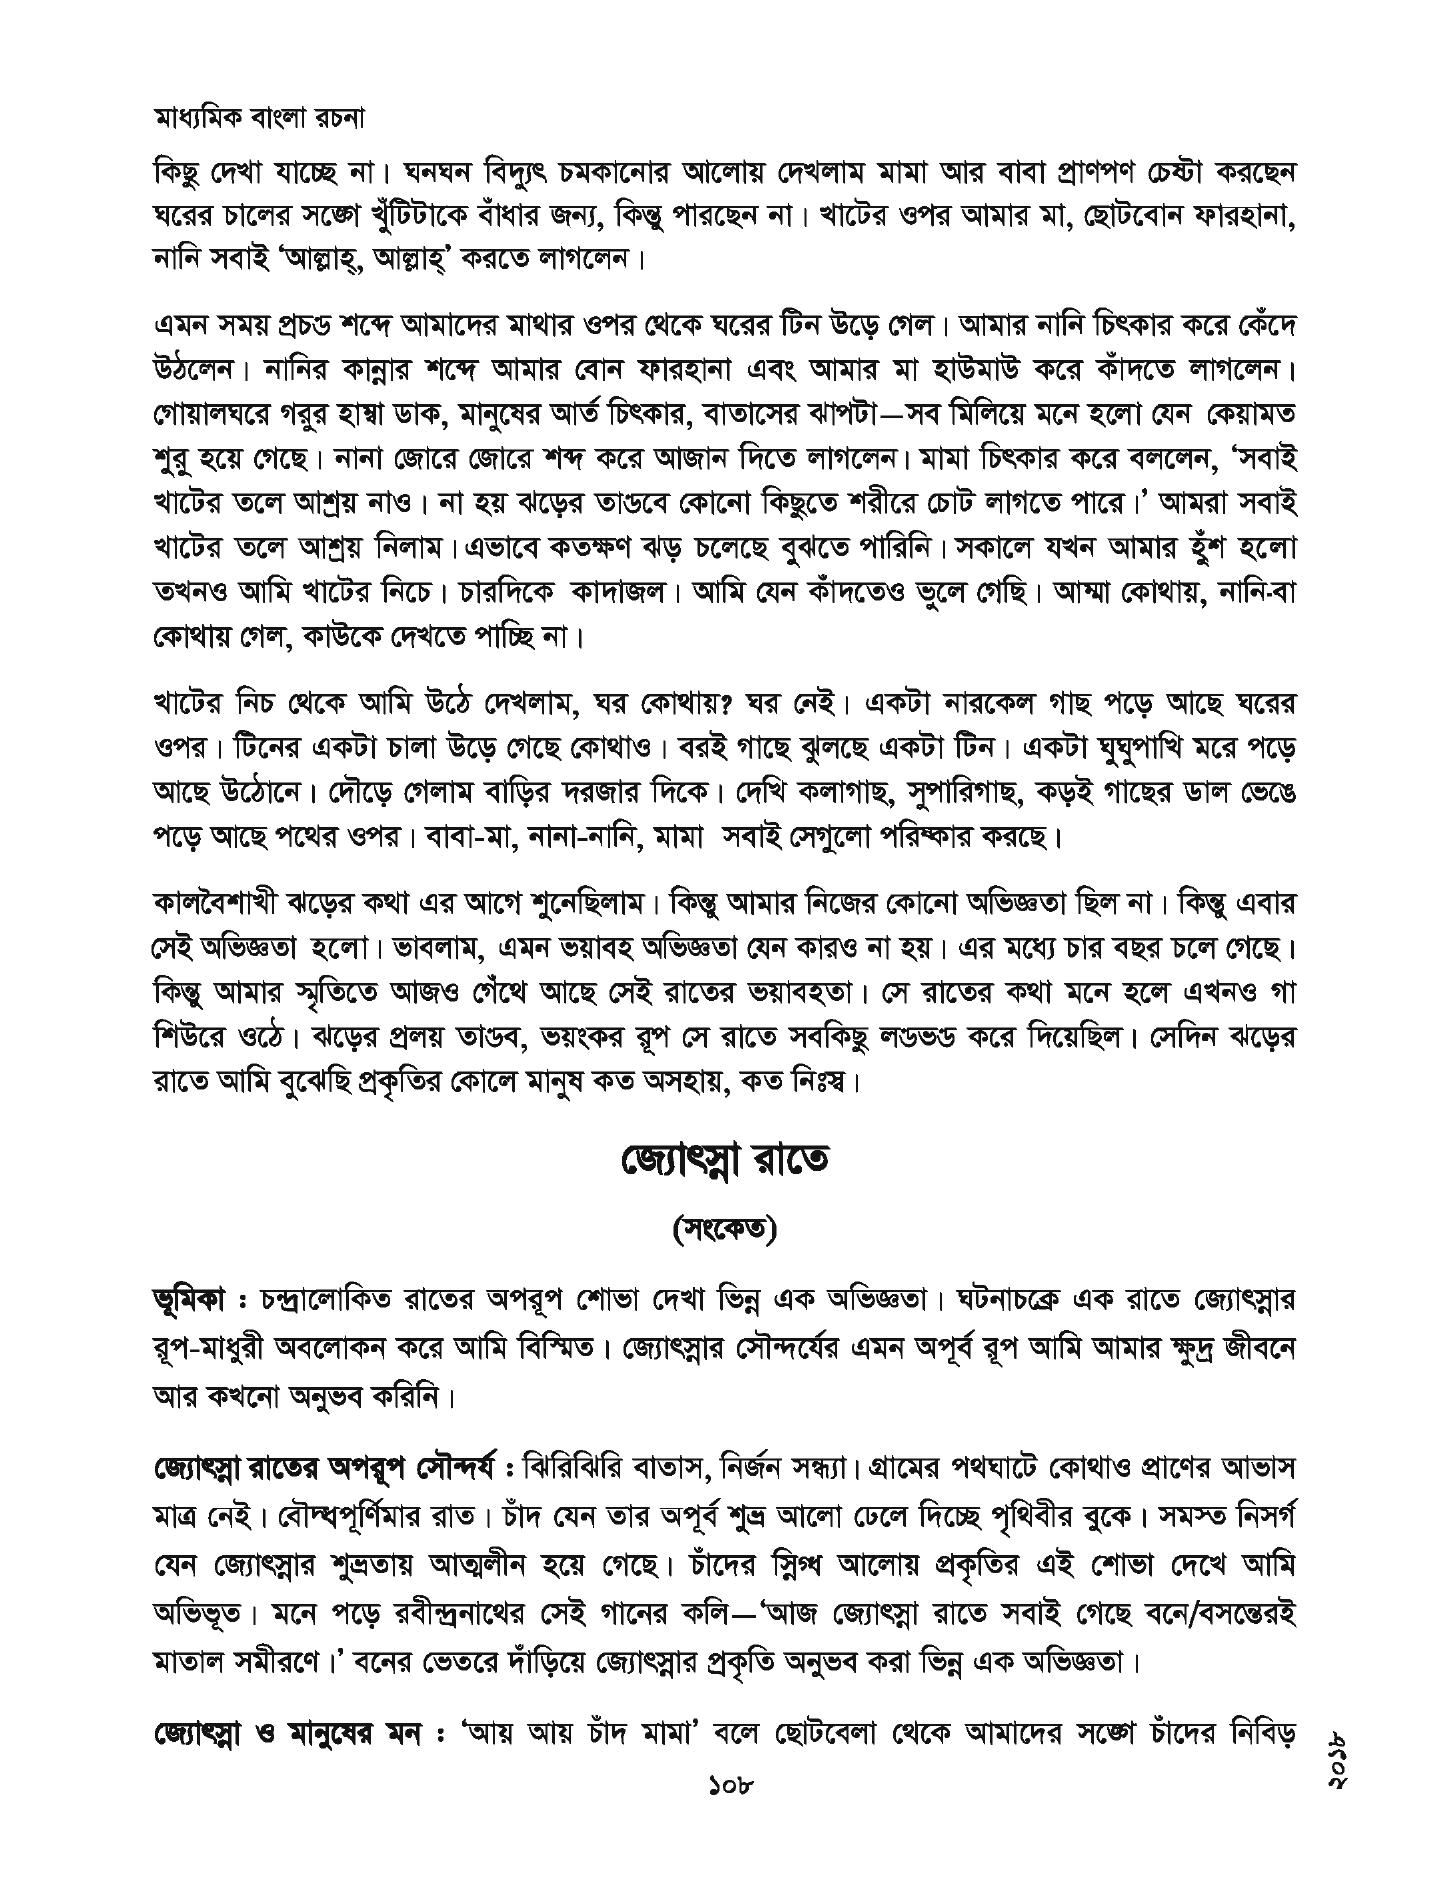 মাধ্যমিক বাংলা রচনা
কিছু দেখা যাচ্ছে না। ঘনঘন বিদ্যুৎ চমকানোর আলোয় দেখলাম মামা আর বাবা প্রাণপণ চেষ্টা করছেন
ঘরের চালের সঙ্গে খুঁটিটাকে বাঁধার জন্য, কিন্তু পারছেন না। খাটের ওপর আমার মা, ছোটবোন ফারহানা,
নানি সবাই ‘আল্লাহ্, আল্লাহ্’ করতে লাগলেন।
এমন সময় প্রচণ্ড শব্দে আমাদের মাথার ওপর থেকে ঘরের টিন উড়ে গেল। আমার নানি চিৎকার করে কেঁদে
উঠলেন। নানির কান্নার শব্দে আমার বোন ফারহানা এবং আমার মা হাউমাউ করে কাঁদতে লাগলেন।
গোয়ালঘরে গরুর হাম্বা ডাক, মানুষের আর্ত চিৎকার, বাতাসের ঝাপটা—সব মিলিয়ে মনে হলো যেন কেয়ামত
শুরু হয়ে গেছে। নানা জোরে জোরে শব্দ করে আজান দিতে লাগলেন। মামা চিৎকার করে বললেন, ‘সবাই
খাটের তলে আশ্রয় নাও। না হয় ঝড়ের তাণ্ডবে কোনো কিছুতে শরীরে চোট লাগতে পারে।’ আমরা সবাই
খাটের তলে আশ্রয় নিলাম। এভাবে কতক্ষণ ঝড় চলেছে বুঝতে পারিনি। সকালে যখন আমার হুঁশ হলো
তখনও আমি খাটের নিচে। চারদিকে কাদাজল। আমি যেন কাঁদতেও ভুলে গেছি। আম্মা কোথায়, নানি-বা
কোথায় গেল, কাউকে দেখতে পাচ্ছি না।
খাটের নিচ থেকে আমি উঠে দেখলাম, ঘর কোথায়? ঘর নেই। একটা নারকেল গাছ পড়ে আছে ঘরের
ওপর। টিনের একটা চালা উড়ে গেছে কোথাও। বরই গাছে ঝুলছে একটা টিন। একটা ঘুঘুপাখি মরে পড়ে
আছে উঠোনে। দৌড়ে গেলাম বাড়ির দরজার দিকে। দেখি কলাগাছ, সুপারিগাছ, কড়ই গাছের ডাল ভেঙে
পড়ে আছে পথের ওপর। বাবা-মা, নানা-নানি, মামা সবাই সেগুলো পরিষ্কার করছে।
কালবৈশাখী ঝড়ের কথা এর আগে শুনেছিলাম। কিন্তু আমার নিজের কোনো অভিজ্ঞতা ছিল না। কিন্তু এবার
সেই অভিজ্ঞতা হলো। ভাবলাম, এমন ভয়াবহ অভিজ্ঞতা যেন কারও না হয়। এর মধ্যে চার বছর চলে গেছে।
কিন্তু আমার স্মৃতিতে আজও গেঁথে আছে সেই রাতের ভয়াবহতা। সে রাতের কথা মনে হলে এখনও গা
শিউরে ওঠে। ঝড়ের প্রলয় তাণ্ডব, ভয়ংকর রূপ সে রাতে সবকিছু লণ্ডভণ্ড করে দিয়েছিল। সেদিন ঝড়ের
রাতে আমি বুঝেছি প্রকৃতির কোলে মানুষ কত অসহায়, কত নিঃস্ব।
জ্যোৎস্না রাতে
(সংকেত)
ভূমিকা : চন্দ্রালোকিত রাতের অপরূপ শোভা দেখা ভিন্ন এক অভিজ্ঞতা। ঘটনাচক্রে এক রাতে জ্যোৎস্নার
রূপ-মাধুরী অবলোকন করে আমি বিস্মিত। জ্যোৎস্নার সৌন্দর্যের এমন অপূর্ব রূপ আমি আমার ক্ষুদ্র জীবনে
আর কখনো অনুভব করিনি।
জ্যোৎস্না রাতের অপরূপ সৌন্দর্য : ঝিরিঝিরি বাতাস, নির্জন সন্ধ্যা। গ্রামের পথঘাটে কোথাও প্রাণের আভাস
মাত্র নেই। বৌদ্ধপূর্ণিমার রাত। চাঁদ যেন তার অপূর্ব শুভ্র আলো ঢেলে দিচ্ছে পৃথিবীর বুকে। সমস্ত নিসর্গ
যেন জ্যোৎস্নার শুভ্রতায় আত্মলীন হয়ে গেছে। চাঁদের স্নিগ্ধ আলোয় প্রকৃতির এই শোভা দেখে আমি
অভিভূত। মনে পড়ে রবীন্দ্রনাথের সেই গানের কলি—‘আজ জ্যোৎস্না রাতে সবাই গেছে বনে/বসন্তেরই
মাতাল সমীরণে।’ বনের ভেতরে দাঁড়িয়ে জ্যোৎস্নার প্রকৃতি অনুভব করা ভিন্ন এক অভিজ্ঞতা।
জ্যোৎস্না ও মানুষের মন : ‘আয় আয় চাঁদ মামা’ বলে ছোটবেলা থেকে আমাদের সঙ্গে চাঁদের নিবিড়
১০৮
২০১৮